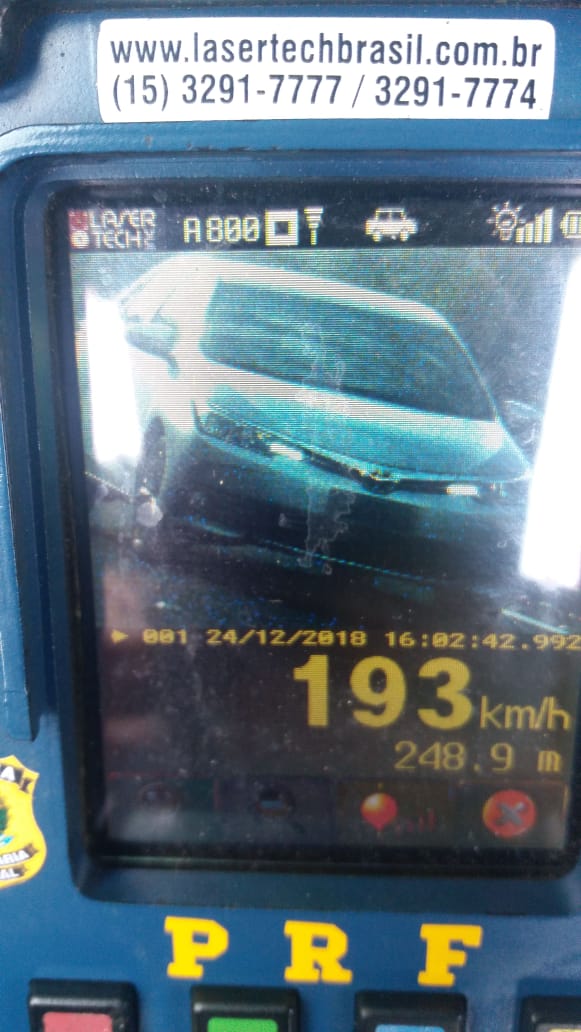 www.lasertechbrasil.com.br
(15) 3291-7777 / 3291-7774
LASER
TECH
A800
001 24/12/2018 16:02:42.992
193 km/h
248.9 m
P R F